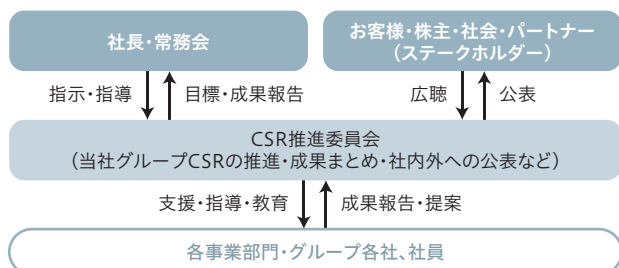 社長・常務会
お客様・株主・社会・パートナー
（ステークホルダー）
指示・指導
目標・成果報告
広聴
公表
CSR推進委員会
（当社グループCSRの推進・成果まとめ・社内外への公表など）
支援・指導・教育
成果報告・提案
各事業部門・グループ各社、社員